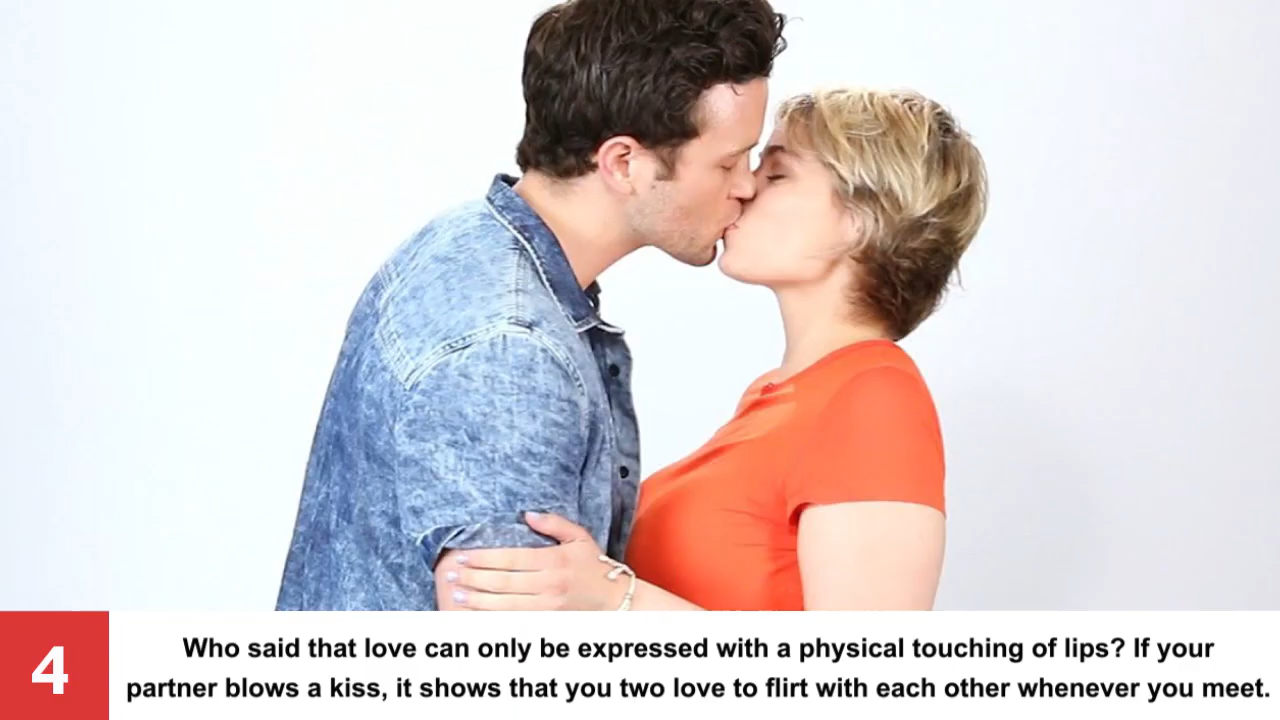 4
Who said that love can only be expressed with a physical touching of lips? If your
partner blows a kiss, it shows that you two love to flirt with each other whenever you meet.